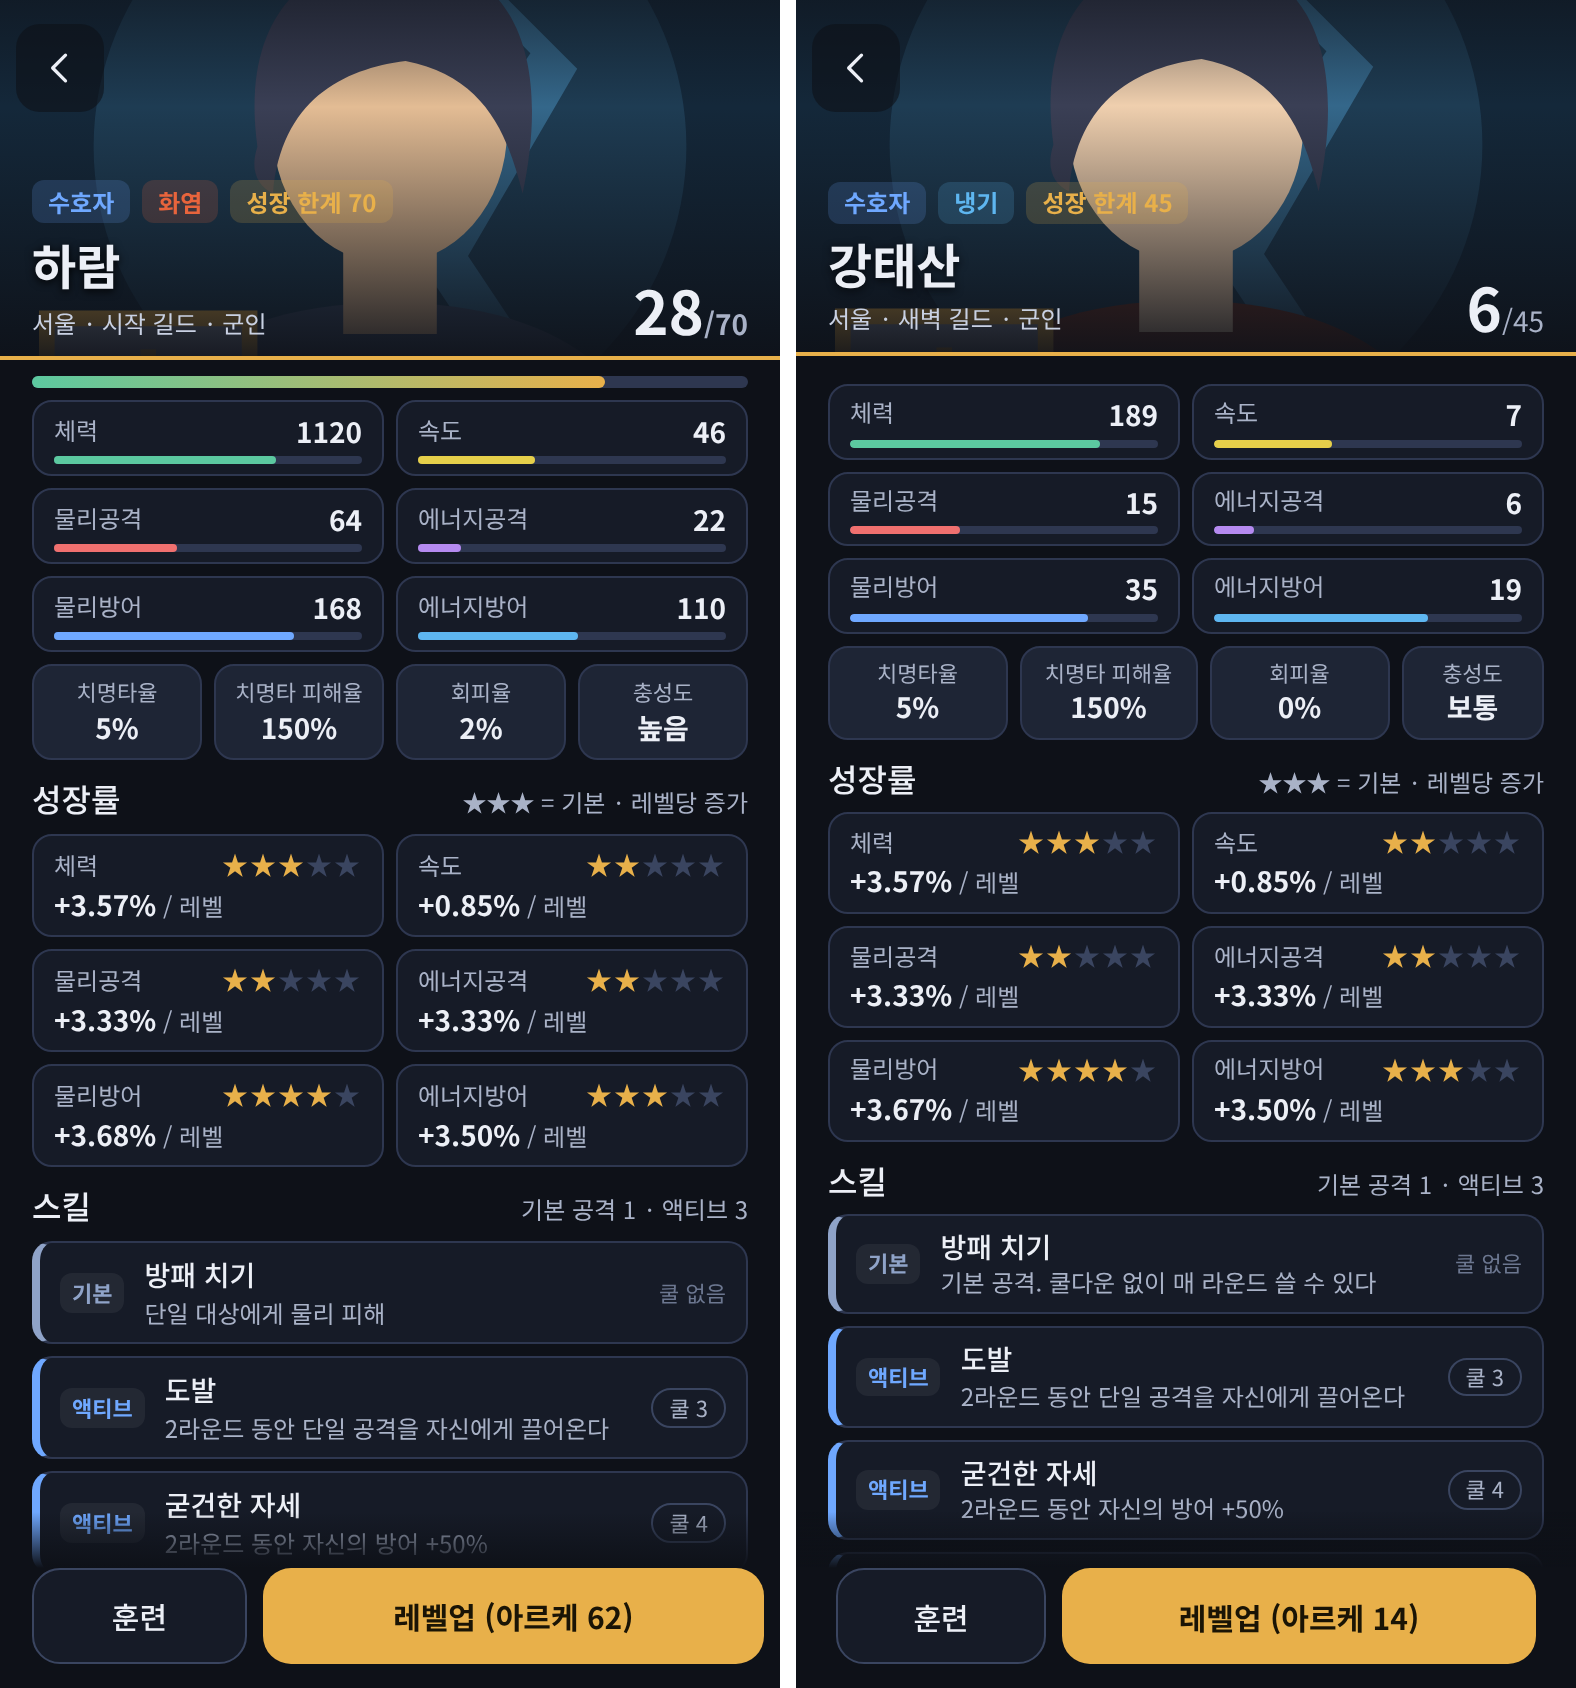 수호자 화염 성장 한계 70
하람
서울 · 시작 길드 · 군인
28/70
체력 1120
속도 46
물리공격 64
에너지공격 22
물리방어 168
에너지방어 110
치명타율
5%
치명타 피해율
150%
회피율
2%
충성도
높음
성장률
★★★ = 기본 · 레벨당 증가
체력 ★★★★★
+3.57% / 레벨
속도 ★★★★★
+0.85% / 레벨
물리공격 ★★★★★
+3.33% / 레벨
에너지공격 ★★★★★
+3.33% / 레벨
물리방어 ★★★★★
+3.68% / 레벨
에너지방어 ★★★★★
+3.50% / 레벨
스킬
기본 공격 1 · 액티브 3
기본
방패 치기
단일 대상에게 물리 피해
쿨 없음
액티브
도발
2라운드 동안 단일 공격을 자신에게 끌어온다
쿨 3
액티브
굳건한 자세
2라운드 동안 자신의 방어 +50%
쿨 4
훈련
레벨업 (아르케 62)
수호자 냉기 성장 한계 45
강태산
서울 · 새벽 길드 · 군인
6/45
체력 189
속도 7
물리공격 15
에너지공격 6
물리방어 35
에너지방어 19
치명타율
5%
치명타 피해율
150%
회피율
0%
충성도
보통
성장률
★★★ = 기본 · 레벨당 증가
체력 ★★★★★
+3.57% / 레벨
속도 ★★★★★
+0.85% / 레벨
물리공격 ★★★★★
+3.33% / 레벨
에너지공격 ★★★★★
+3.33% / 레벨
물리방어 ★★★★★
+3.67% / 레벨
에너지방어 ★★★★★
+3.50% / 레벨
스킬
기본 공격 1 · 액티브 3
기본
방패 치기
기본 공격. 쿨다운 없이 매 라운드 쓸 수 있다
쿨 없음
액티브
도발
2라운드 동안 단일 공격을 자신에게 끌어온다
쿨 3
액티브
굳건한 자세
2라운드 동안 자신의 방어 +50%
쿨 4
훈련
레벨업 (아르케 14)